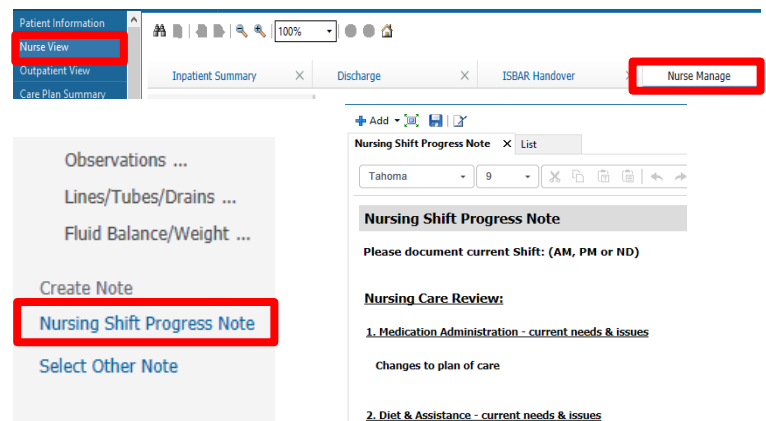 Patient Information
Nurse View
Outpatient View
Care Plan Summary
100%
Inpatient Summary
Discharge
ISBAR Handover
Nurse Manage
Observations ...
Lines/Tubes/Drains ...
Fluid Balance/Weight ...
Create Note
Nursing Shift Progress Note
Select Other Note
Add
Nursing Shift Progress Note X List
Tahoma 9
Nursing Shift Progress Note
Please document current Shift: (AM, PM or ND)
Nursing Care Review:
1. Medication Administration - current needs & issues
Changes to plan of care
2. Diet & Assistance - current needs & issues